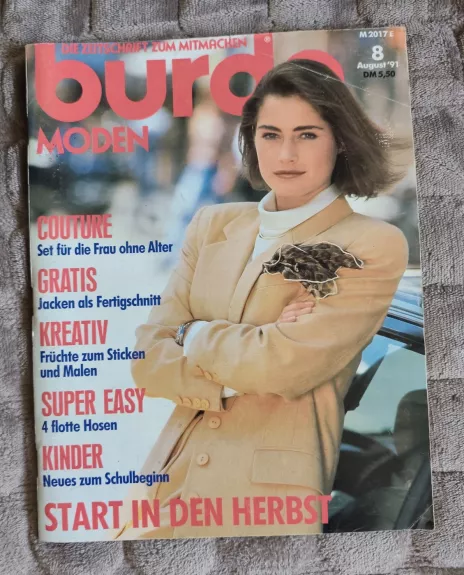 DIE ZEITSCHRIFT ZUM MITMACHEN
burda
MODEN
M 2017 E
8
August '91
DM 5,50
COUTURE
Set für die Frau ohne Alter
GRATIS
Jacken als Fertigschnitt
KREATIV
Früchte zum Sticken
und Malen
SUPER EASY
4 flotte Hosen
KINDER
Neues zum Schulbeginn
START IN DEN HERBST